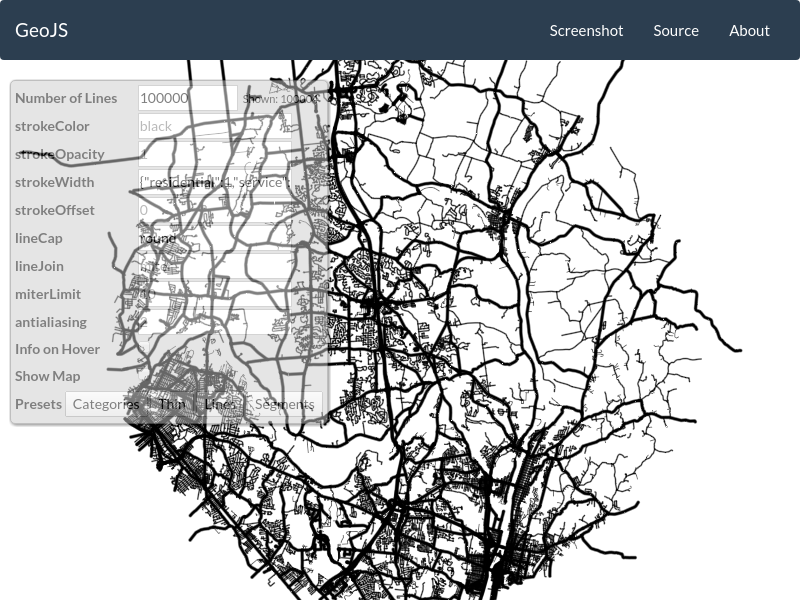 GeoJS Screenshot Source About
Number of Lines 100000 Shown: 100000
strokeColor black
strokeOpacity 1
strokeWidth {"residential":1,"service":
strokeOffset 0
lineCap round
lineJoin
miterLimit
antialiasing
Info on Hover
Show Map
Presets Categories Thin Lines Segments